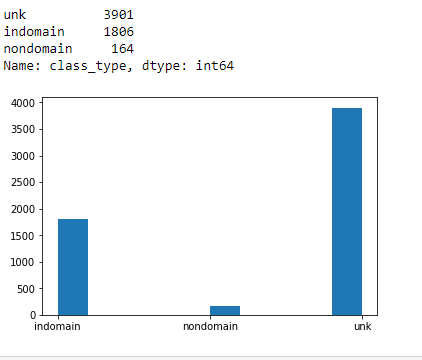 unk 3901
indomain 1806
nondomain 164
Name: class_type, dtype: int64
4000
3500
3000
2500
2000
1500
1000
500
0
indomain nondomain unk